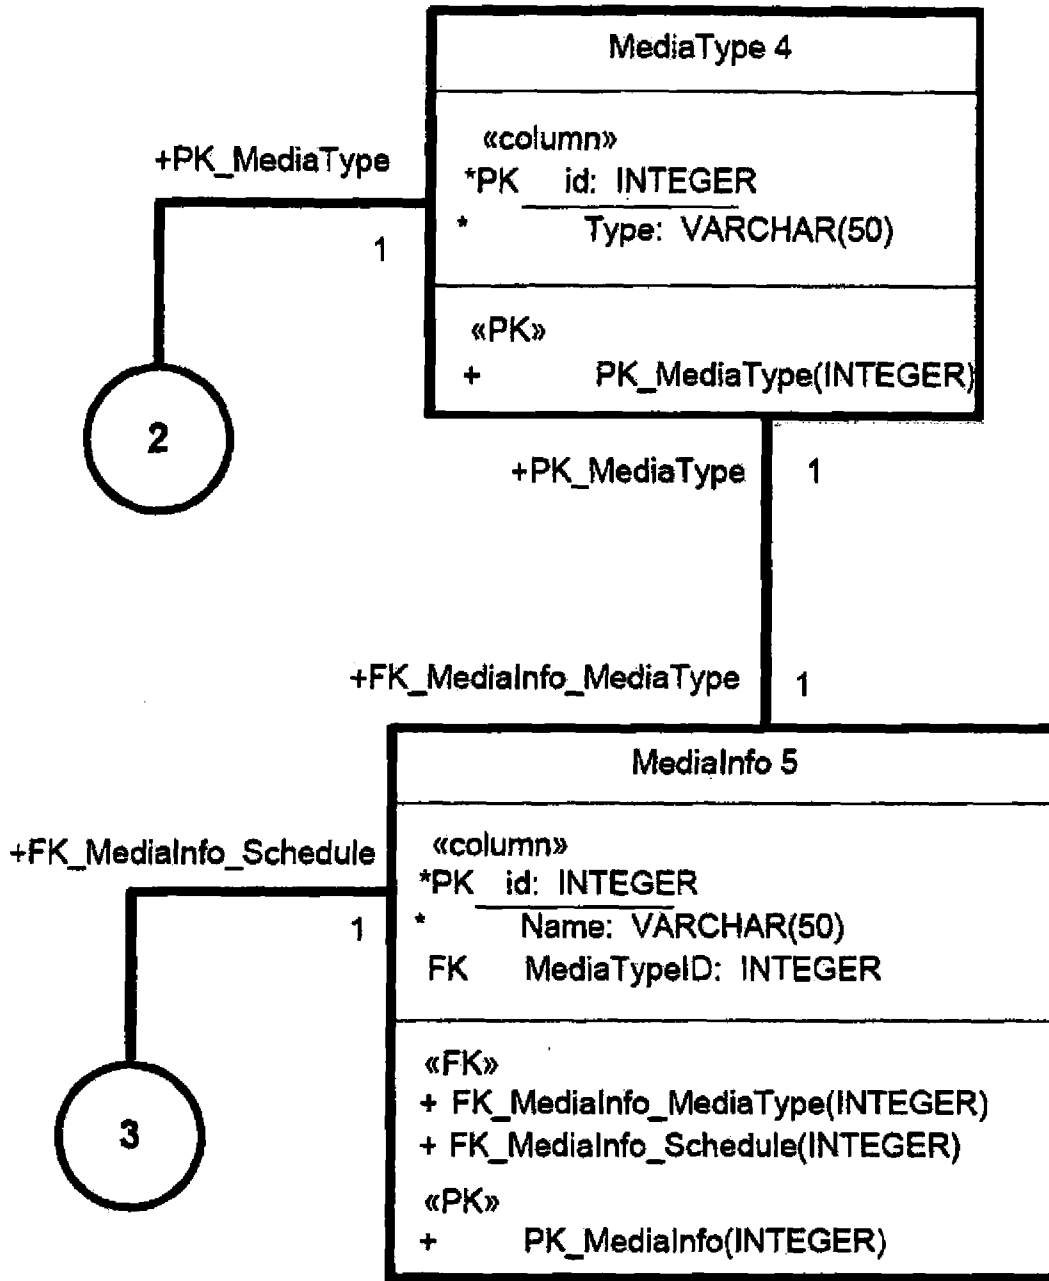 MediaType 4
«column»
*PK id: INTEGER
* Type: VARCHAR(50)
«PK»
+ PK_MediaType(INTEGER)
+PK_MediaType
1
2
+PK_MediaType 1
+FK_MediaInfo_MediaType 1
MediaInfo 5
«column»
*PK id: INTEGER
* Name: VARCHAR(50)
FK MediaTypeID: INTEGER
«FK»
+ FK_MediaInfo_MediaType(INTEGER)
+ FK_MediaInfo_Schedule(INTEGER)
«PK»
+ PK_MediaInfo(INTEGER)
+FK_MediaInfo_Schedule
1
3